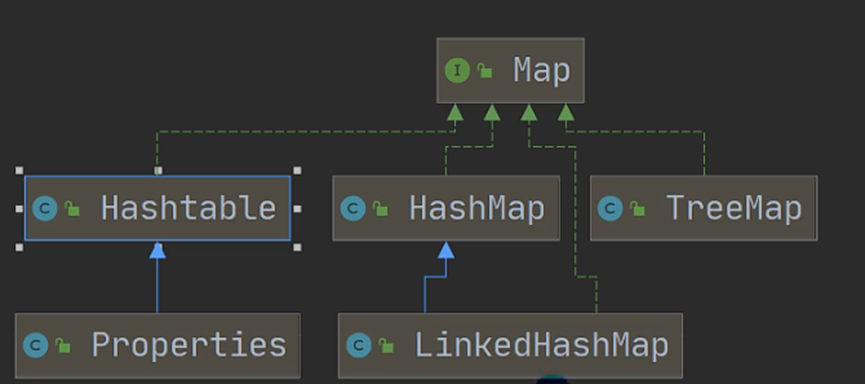 I Map
C Hashtable
C HashMap
C TreeMap
C Properties
C LinkedHashMap